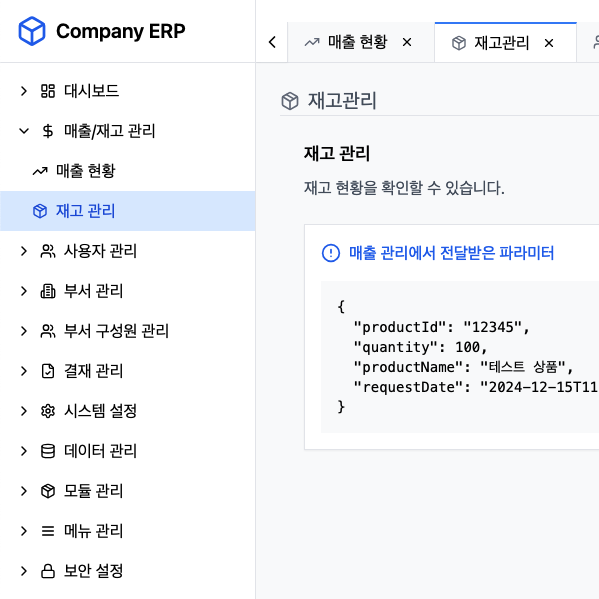 Company ERP
대시보드
매출/재고 관리
매출 현황
재고 관리
사용자 관리
부서 관리
부서 구성원 관리
결재 관리
시스템 설정
데이터 관리
모듈 관리
메뉴 관리
보안 설정
매출 현황
재고관리
재고관리
재고 관리
재고 현황을 확인할 수 있습니다.
매출 관리에서 전달받은 파라미터
{
"productId": "12345",
"quantity": 100,
"productName": "테스트 상품",
"requestDate": "2024-12-15T11
}